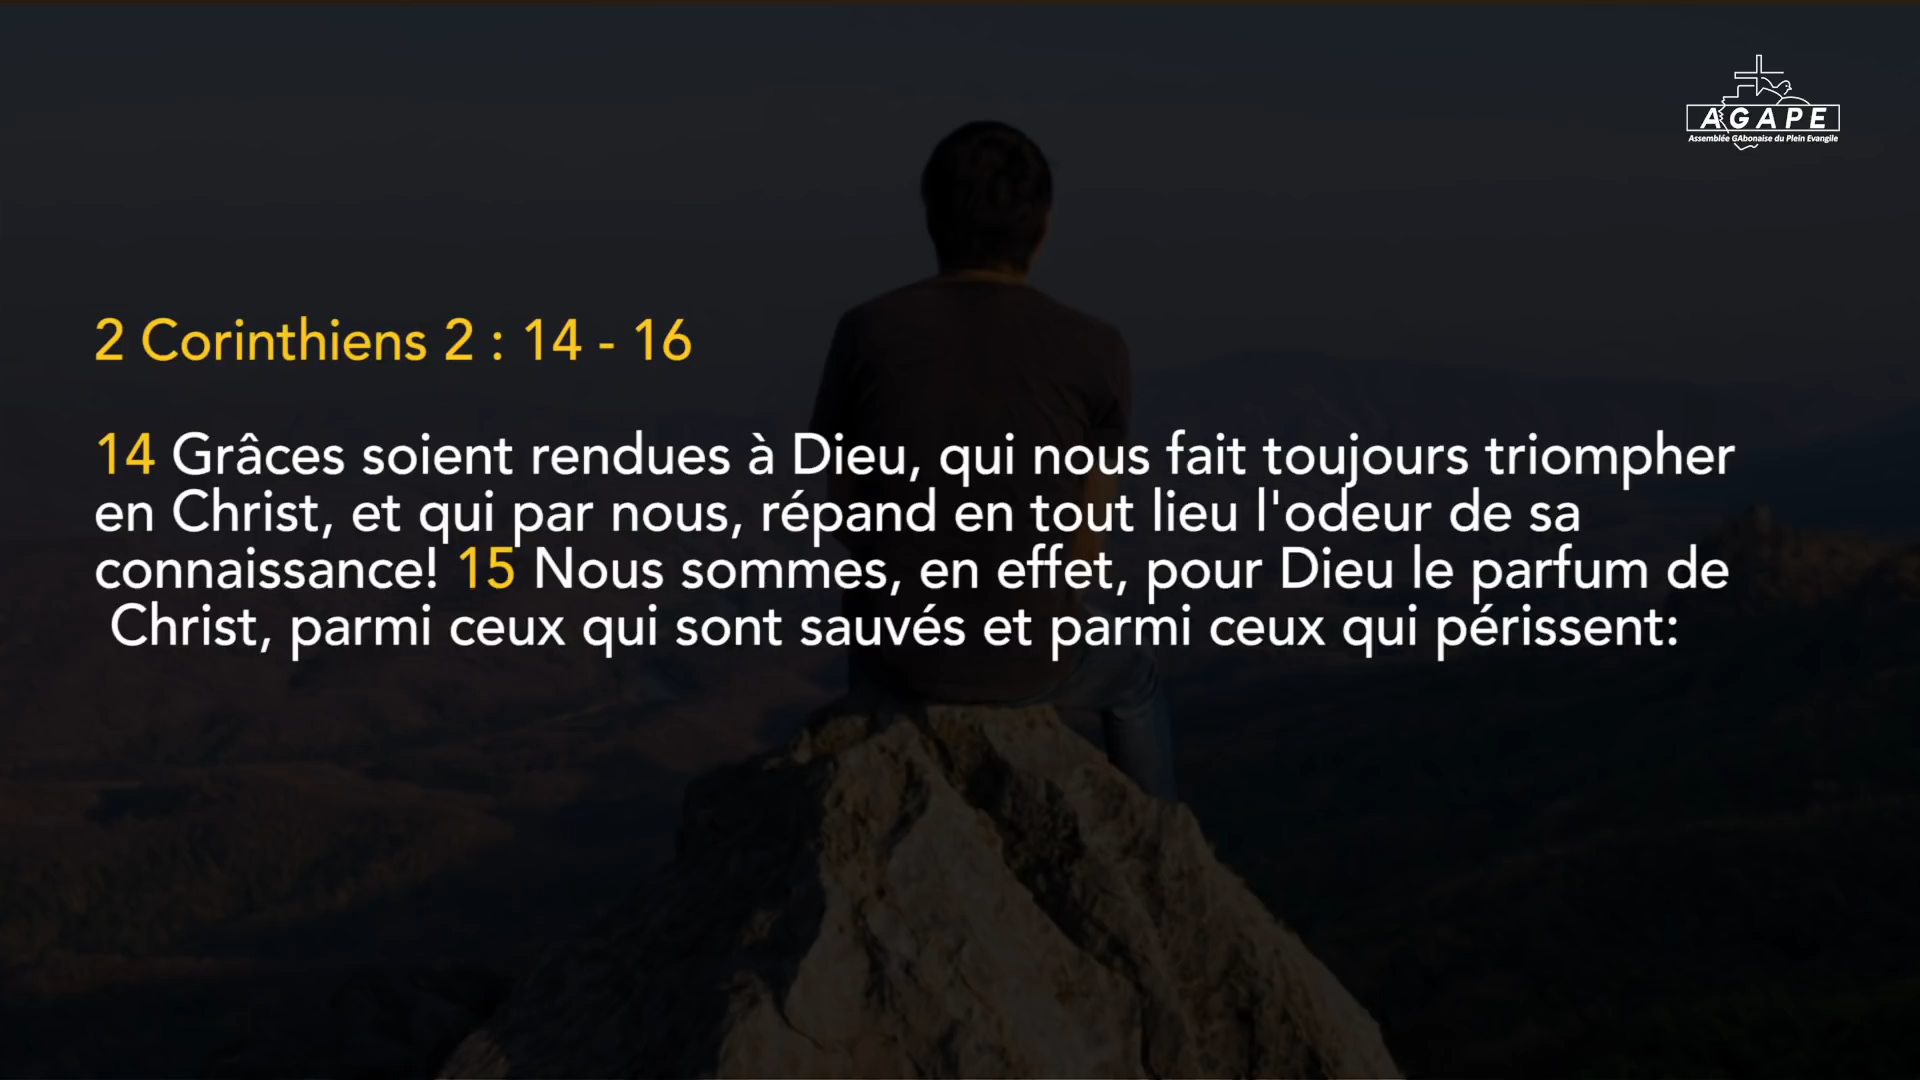 AGAPE
Assemblée GAbonaise du Plein Evangile
2 Corinthiens 2 : 14 - 16
14 Grâces soient rendues à Dieu, qui nous fait toujours triompher
en Christ, et qui par nous, répand en tout lieu l'odeur de sa
connaissance! 15 Nous sommes, en effet, pour Dieu le parfum de
Christ, parmi ceux qui sont sauvés et parmi ceux qui périssent: